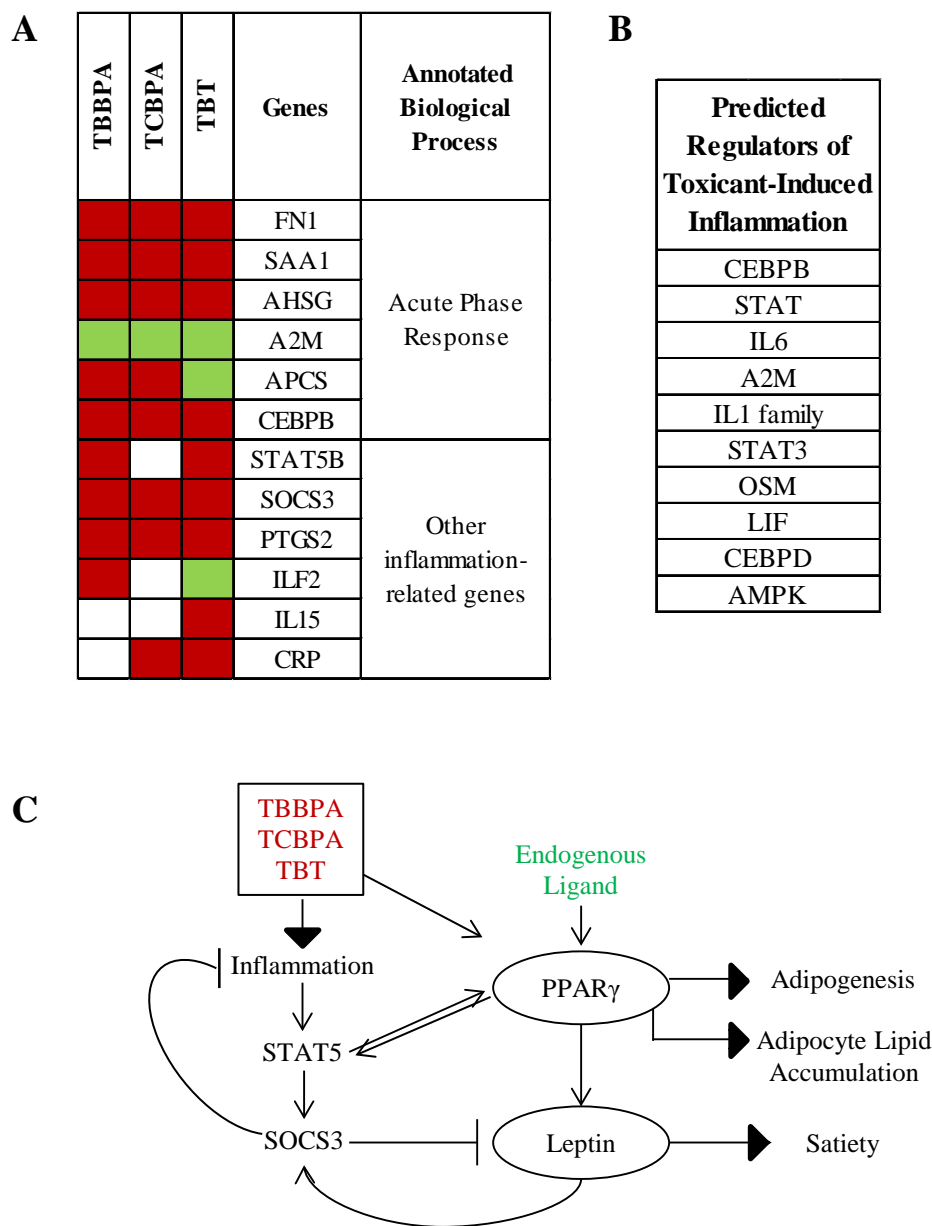 A
TBBPA
TCBPA
TBT
Genes
Annotated
Biological
Process
FN1
SAA1
AHSG
A2M
APCS
CEBPB
Acute Phase
Response
STAT5B
SOCS3
PTGS2
ILF2
IL15
CRP
Other
inflammation-
related genes
B
Predicted
Regulators of
Toxicant-Induced
Inflammation
CEBPB
STAT
IL6
A2M
IL1 family
STAT3
OSM
LIF
CEBPD
AMPK
C
TBBPA
TCBPA
TBT
Endogenous
Ligand
Inflammation
PPARγ
Adipogenesis
STAT5
Adipocyte Lipid
Accumulation
SOCS3
Leptin
Satiety